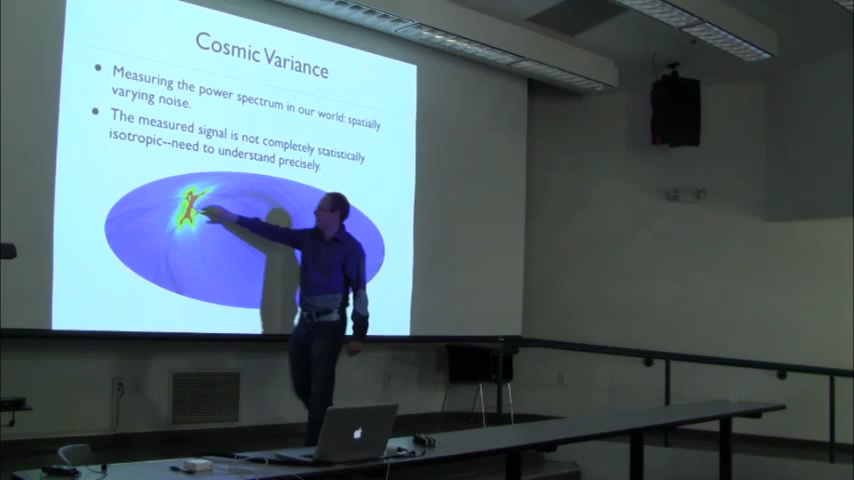 Cosmic Variance
Measuring the power spectrum in our world: spatially
varying noise.
The measured signal is not completely statistically
isotropic--need to understand precisely.